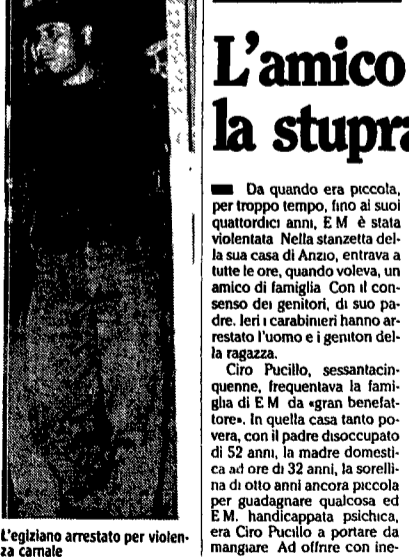 L'amico
la stupra
Da quando era piccola,
per troppo tempo, fino ai suoi
quattordici anni, E M è stata
violentata Nella stanzetta del-
la sua casa di Anzio, entrava a
tutte le ore, quando voleva, un
amico di famiglia Con il con-
senso dei genitori, di suo pa-
dre. Ieri i carabinieri hanno ar-
restato l'uomo e i genitori del-
la ragazza.
Ciro Pucillo, sessantacin-
quenne, frequentava la fami-
glia di E M da «gran benefat-
tore». In quella casa tanto po-
vera, con il padre disoccupato
di 52 anni, la madre domesti-
ca ad ore di 32 anni, la sorelli-
na di otto anni ancora piccola
per guadagnare qualcosa ed
E M. handicappata psichica,
era Ciro Pucillo a portare da
mangiare Ad offrire con ine-
L'egiziano arrestato per violen-
za carnale